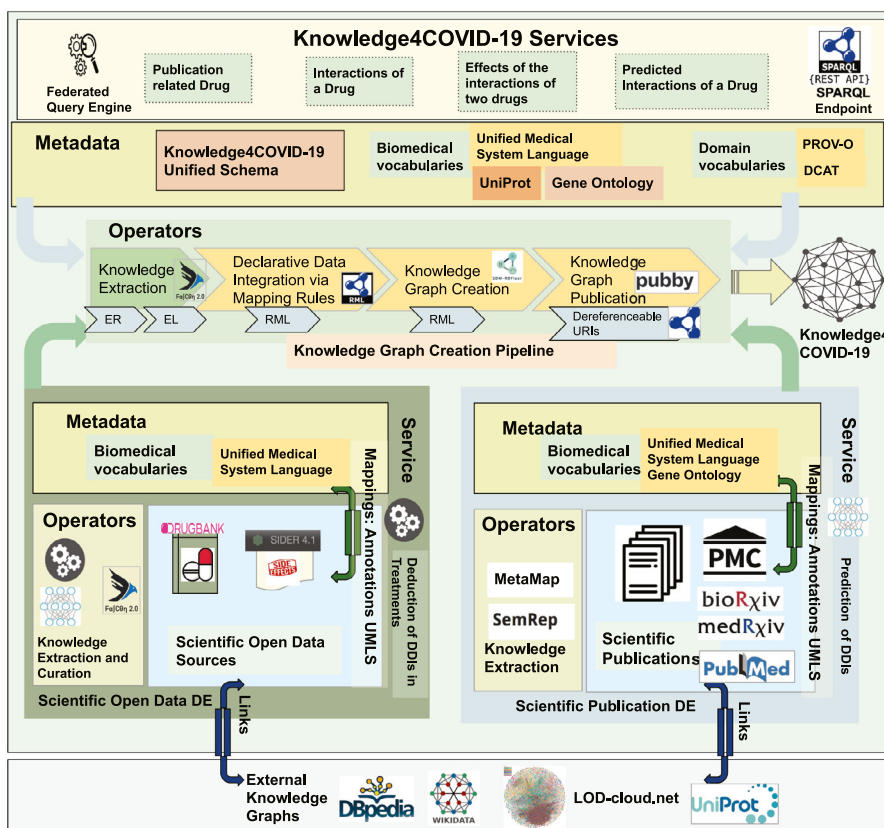 Knowledge4COVID-19 Services
Federated
Query Engine
Publication
related Drug
Interactions of
a Drug
Effects of the
interactions of
two drugs
Predicted
Interactions of a Drug
SPARQL
{REST API}
SPARQL
Endpoint
Metadata
Knowledge4COVID-19
Unified Schema
Biomedical
vocabularies
Unified Medical
System Language
UniProt
Gene Ontology
Domain
vocabularies
PROV-O
DCAT
Operators
Knowledge
Extraction
Declarative Data
Integration via
Mapping Rules
RML
Knowledge
Graph Creation
SDM-RDFizer
Knowledge
Graph
Publication
pubby
ER
EL
RML
RML
Dereferenceable
URIs
Knowledge Graph Creation Pipeline
Knowledge4
COVID-19
Metadata
Biomedical
vocabularies
Unified Medical
System Language
Service
Mappings: Annotations UMLS
Operators
Knowledge
Extraction and
Curation
DRUGBANK
SIDER 4.1
SIDE
EFFECTS
Scientific Open Data
Sources
Deduction of DDIs in
Treatments
Scientific Open Data DE
Links
Metadata
Biomedical
vocabularies
Unified Medical
System Language
Gene Ontology
Service
Mappings: Annotations UMLS
Operators
MetaMap
SemRep
Knowledge
Extraction
PMC
bioRχiv
medRχiv
PubMed
Scientific
Publications
Prediction of DDIs
Scientific Publication DE
Links
External
Knowledge
Graphs
DBpedia
WIKIDATA
LOD-cloud.net
UniProt